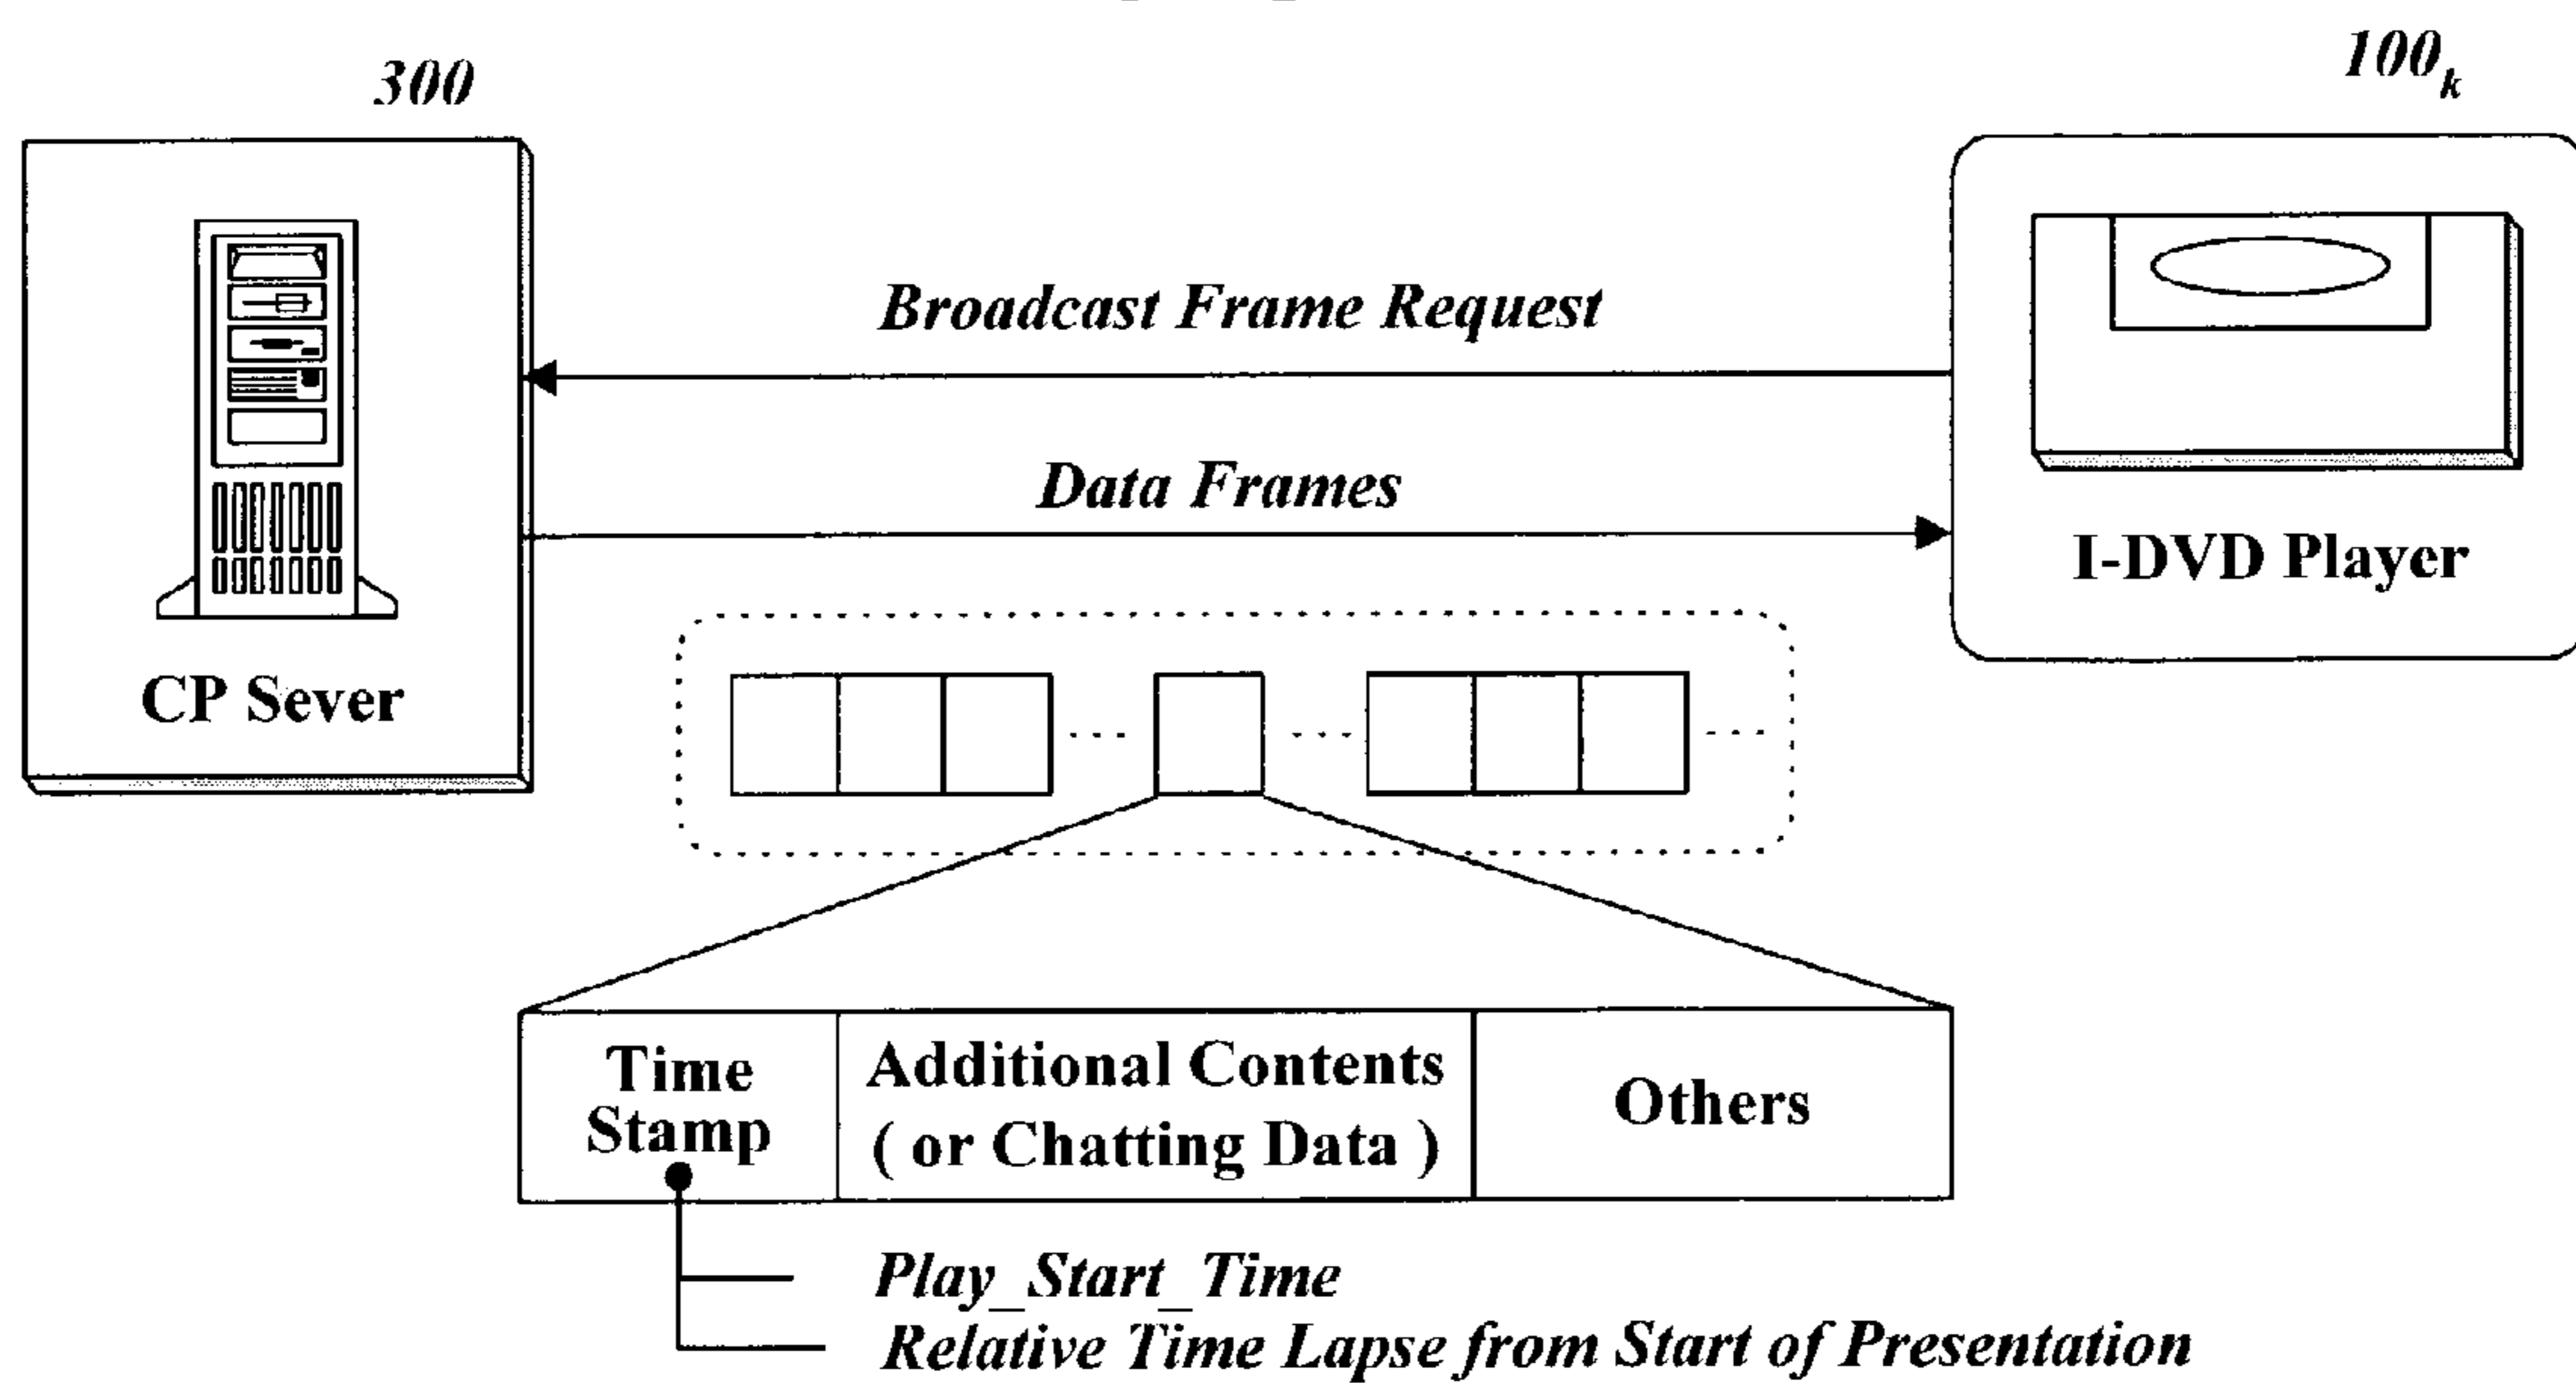 300
100k
Broadcast Frame Request
Data Frames
I-DVD Player
CP Sever
Time
Stamp
Additional Contents
( or Chatting Data )
Others
Play_Start_Time
Relative Time Lapse from Start of Presentation